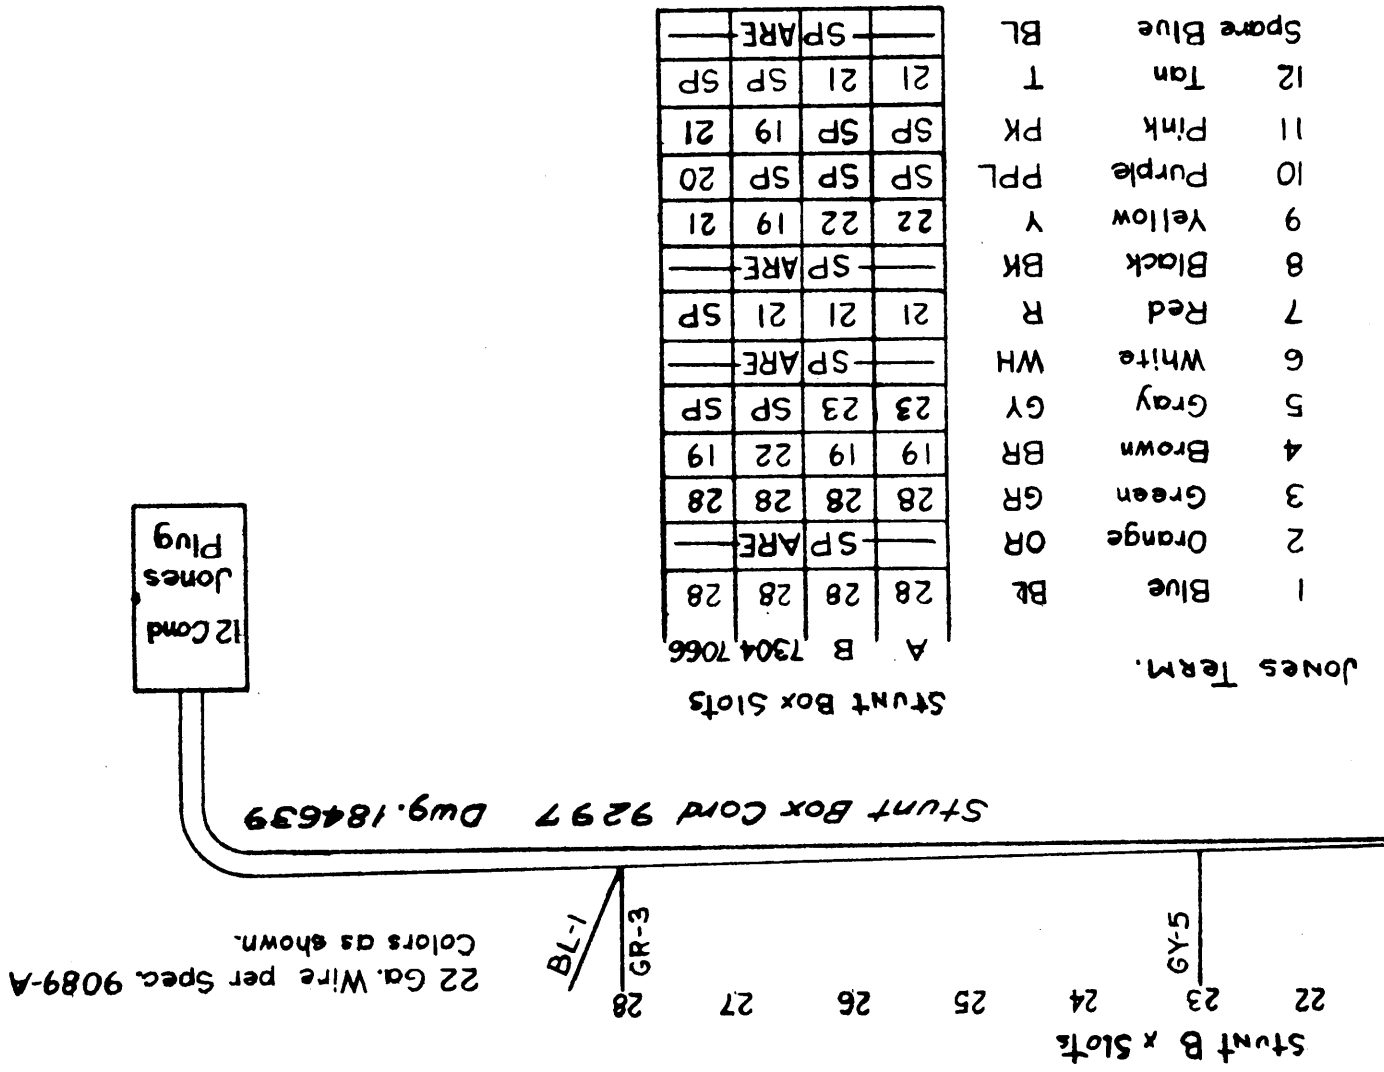 Stunt B x Slots
22 23 24 25 26 27 28
GY-5
GR-3
BL-1
22 Ga. Wire per Spec. 9089-A
Colors as shown.
Stunt Box Cord 9297 Dwg. 184639
12 Cond
Jones
Plug
Stunt Box Slots
Jones Term. A B 7304 7066
1 Blue BL 28 28 28 28
2 Orange OR SPARE
3 Green GR 28 28 28 28
4 Brown BR 19 19 22 19
5 Gray GY 23 23 SP SP
6 White WH SPARE
7 Red R 21 21 21 SP
8 Black BK SPARE
9 Yellow Y 22 22 19 21
10 Purple PPL SP SP SP 20
11 Pink PK SP SP 19 21
12 Tan T 21 21 SP SP
Spare Blue BL SPARE